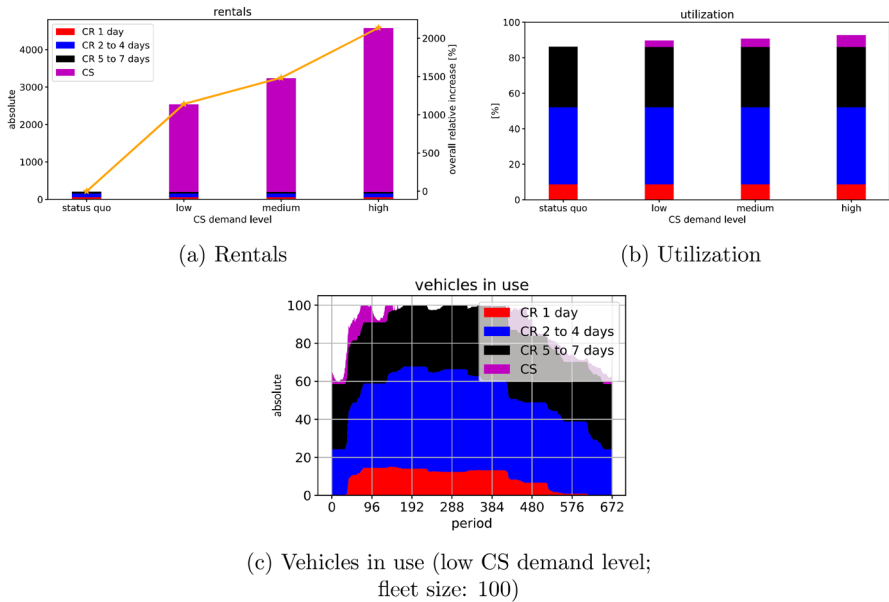 rentals
CR 1 day
CR 2 to 4 days
CR 5 to 7 days
CS
absolute
4000
3000
2000
1000
0
overall relative increase [%]
2000
1500
1000
500
0
status quo low medium high
CS demand level
(a) Rentals
utilization
[%]
100
80
60
40
20
0
status quo low medium high
CS demand level
(b) Utilization
vehicles in use
CR 1 day
CR 2 to 4 days
CR 5 to 7 days
CS
absolute
100
80
60
40
20
0
0 96 192 288 384 480 576 672
period
(c) Vehicles in use (low CS demand level;
fleet size: 100)